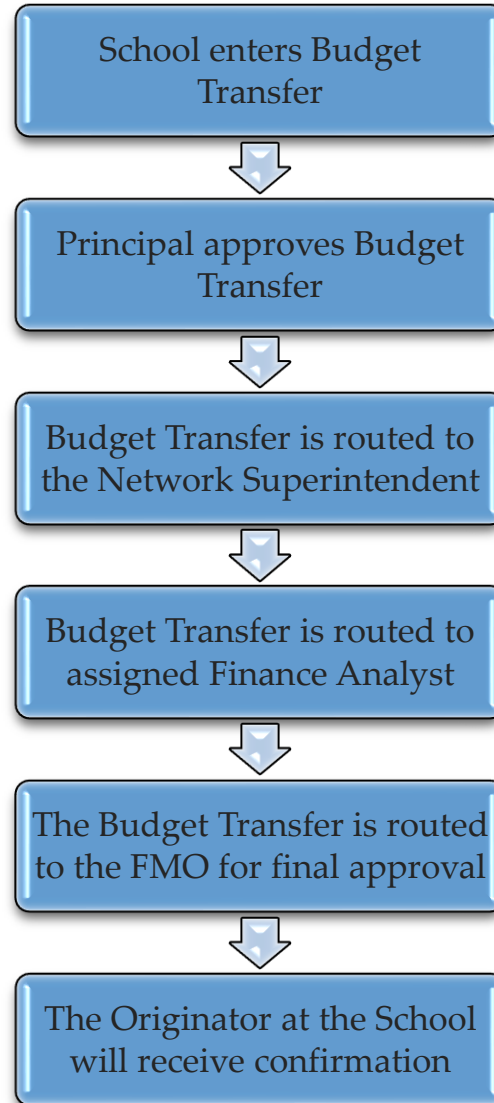 School enters Budget
Transfer
Principal approves Budget
Transfer
Budget Transfer is routed to
the Network Superintendent
Budget Transfer is routed to
assigned Finance Analyst
The Budget Transfer is routed
to the FMO for final approval
The Originator at the School
will receive confirmation